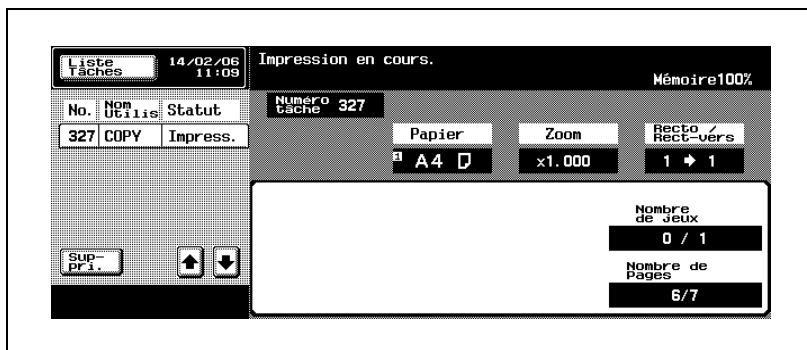 Liste
Tâches
14/02/06
11:09
Impression en cours.
Mémoire100%
No. Nom Utilis Statut
327 COPY Impress.
Numéro
tâche 327
Papier
1 A4
Zoom
×1.000
Recto /
Rect-vers
1 → 1
Nombre
de jeux
0 / 1
Nombre de
Pages
6/7
Sup-
pri.